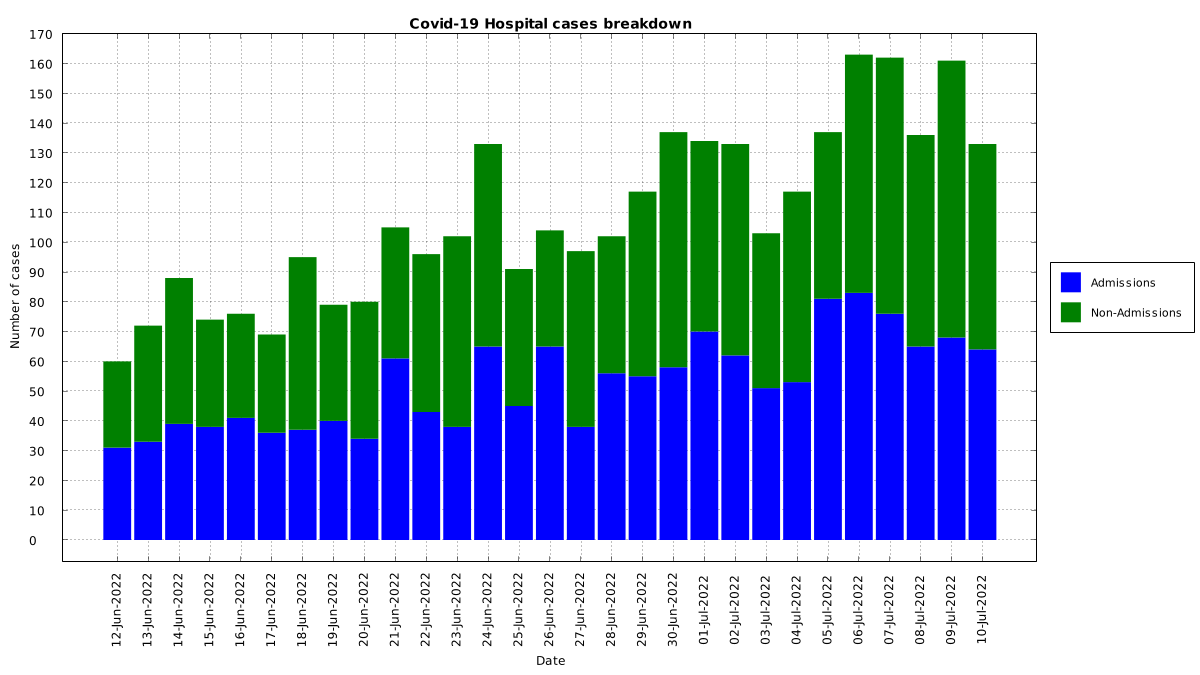 Covid-19 Hospital cases breakdown
170
160
150
140
130
120
110
100
90
80
70
60
50
40
30
20
10
0
Number of cases
12-Jun-2022
13-Jun-2022
14-Jun-2022
15-Jun-2022
16-Jun-2022
17-Jun-2022
18-Jun-2022
19-Jun-2022
20-Jun-2022
21-Jun-2022
22-Jun-2022
23-Jun-2022
24-Jun-2022
25-Jun-2022
26-Jun-2022
27-Jun-2022
28-Jun-2022
29-Jun-2022
30-Jun-2022
01-Jul-2022
02-Jul-2022
03-Jul-2022
04-Jul-2022
05-Jul-2022
06-Jul-2022
07-Jul-2022
08-Jul-2022
09-Jul-2022
10-Jul-2022
Date
Admissions
Non-Admissions